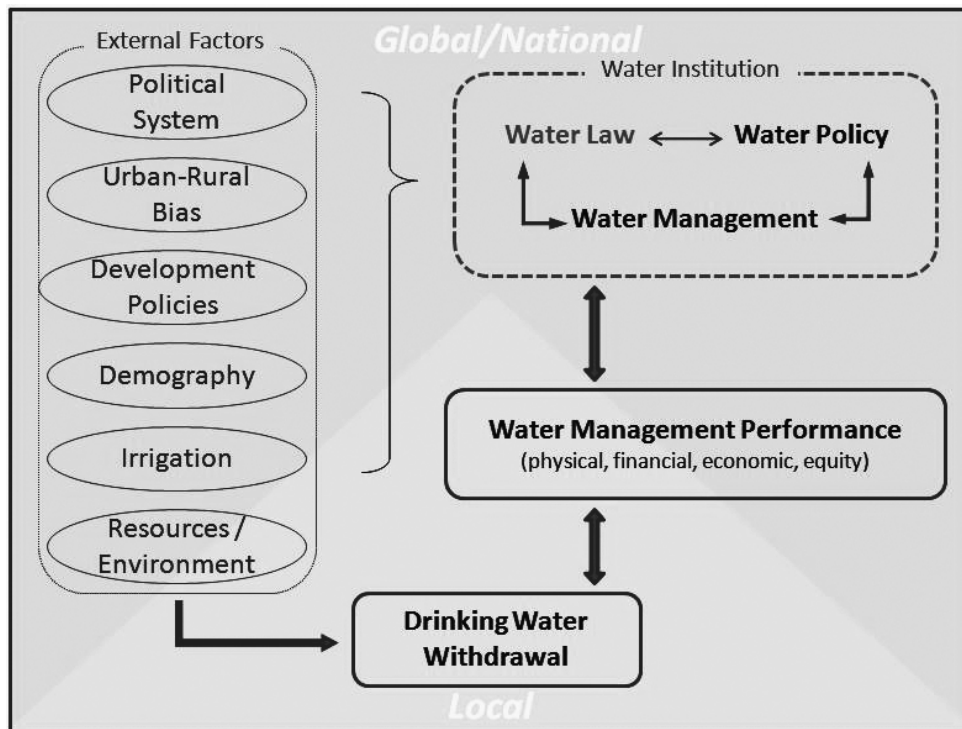 Global/National
External Factors
Political
System
Urban-Rural
Bias
Development
Policies
Demography
Irrigation
Resources /
Environment
Water Institution
Water Law
Water Policy
Water Management
Water Management Performance
(physical, financial, economic, equity)
Drinking Water
Withdrawal
Local